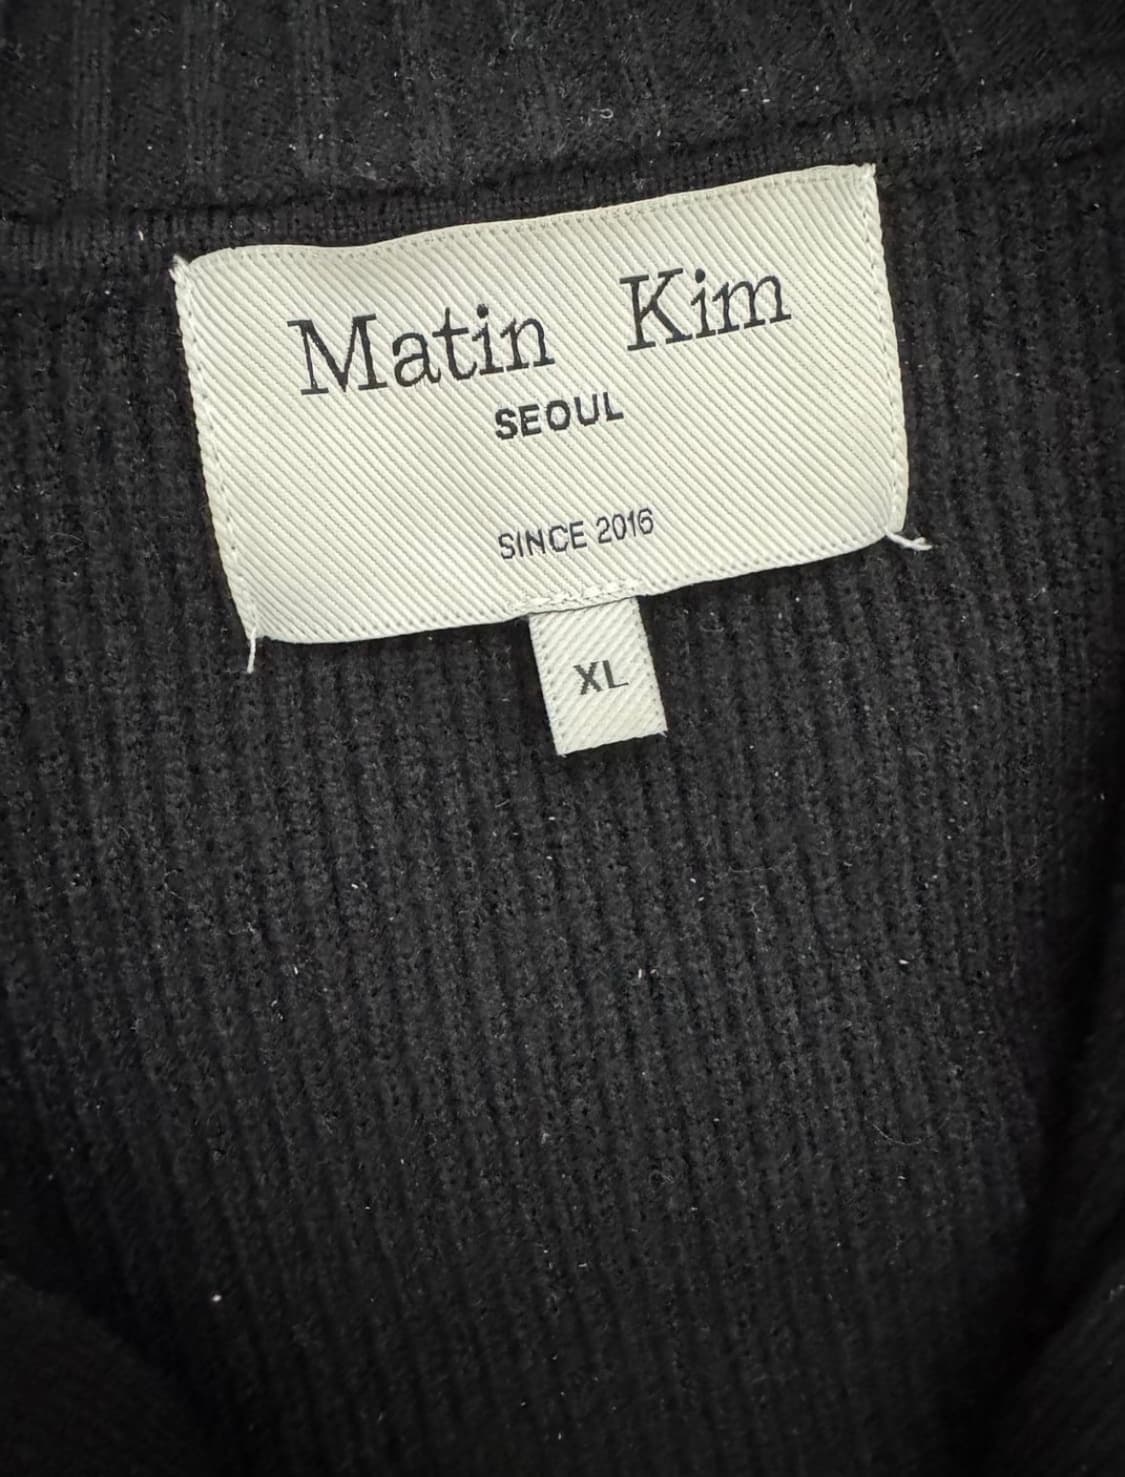 Matin Kim
SEOUL
SINCE 2016
XL